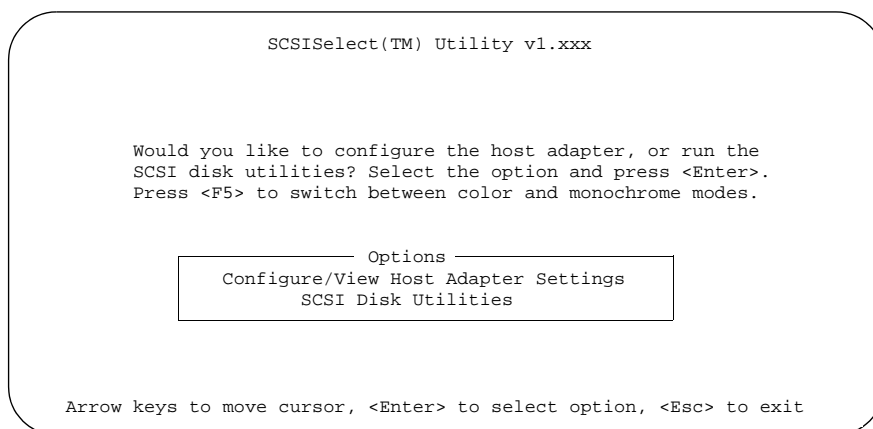 SCSISelect(TM) Utility v1.xxx
Would you like to configure the host adapter, or run the
SCSI disk utilities? Select the option and press <Enter>.
Press <F5> to switch between color and monochrome modes.
Options
Configure/View Host Adapter Settings
SCSI Disk Utilities
Arrow keys to move cursor, <Enter> to select option, <Esc> to exit